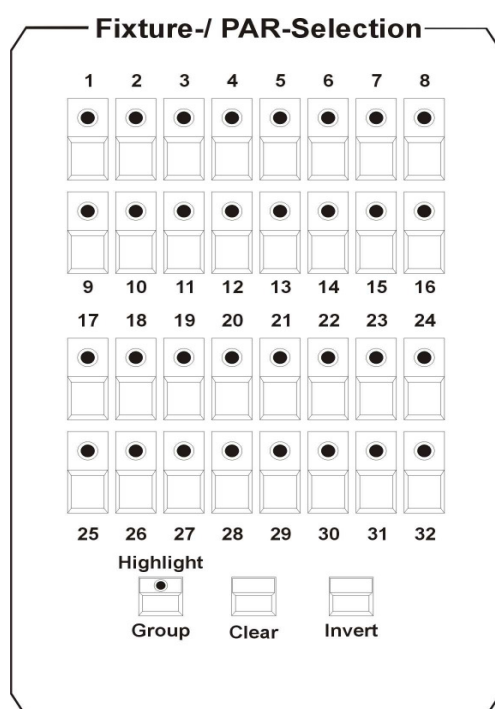 Fixture-/ PAR-Selection
1 2 3 4 5 6 7 8
9 10 11 12 13 14 15 16
17 18 19 20 21 22 23 24
25 26 27 28 29 30 31 32
Highlight
Group Clear Invert